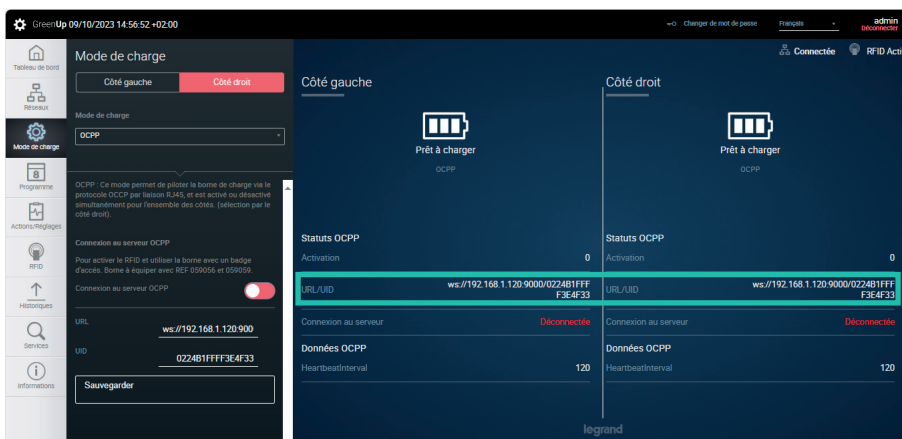 GreenUp 09/10/2023 14:56:52 +02:00
Changer de mot de passe
Français
admin
Déconnecter
Tableau de bord
Réseaux
Mode de charge
8
Programme
Actions/Réglages
RFID
Historiques
Services
Informations
Mode de charge
Côté gauche
Côté droit
Mode de charge
OCPP
OCPP : Ce mode permet de piloter la borne de charge via le
protocole OCCP par liaison RJ45, et est activé ou désactivé
simultanément pour l'ensemble des côtés. (sélection par le
côté droit).
Connexion au serveur OCPP
Pour activer le RFID et utiliser la borne avec un badge
d'accés. Borne à équiper avec REF 059056 et 059059.
Connexion au serveur OCPP
URL
ws://192.168.1.120:900
UID
0224B1FFFF3E4F33
Sauvegarder
Connectée
RFID Acti
Côté gauche
Prêt à charger
OCPP
Statuts OCPP
Activation
0
URL/UID
ws://192.168.1.120:9000/0224B1FFF
F3E4F33
Connexion au serveur
Déconnectée
Données OCPP
HeartbeatInterval
120
Côté droit
Prêt à charger
OCPP
Statuts OCPP
Activation
0
URL/UID
ws://192.168.1.120:9000/0224B1FFF
F3E4F33
Connexion au serveur
Déconnectée
Données OCPP
HeartbeatInterval
120
legrand